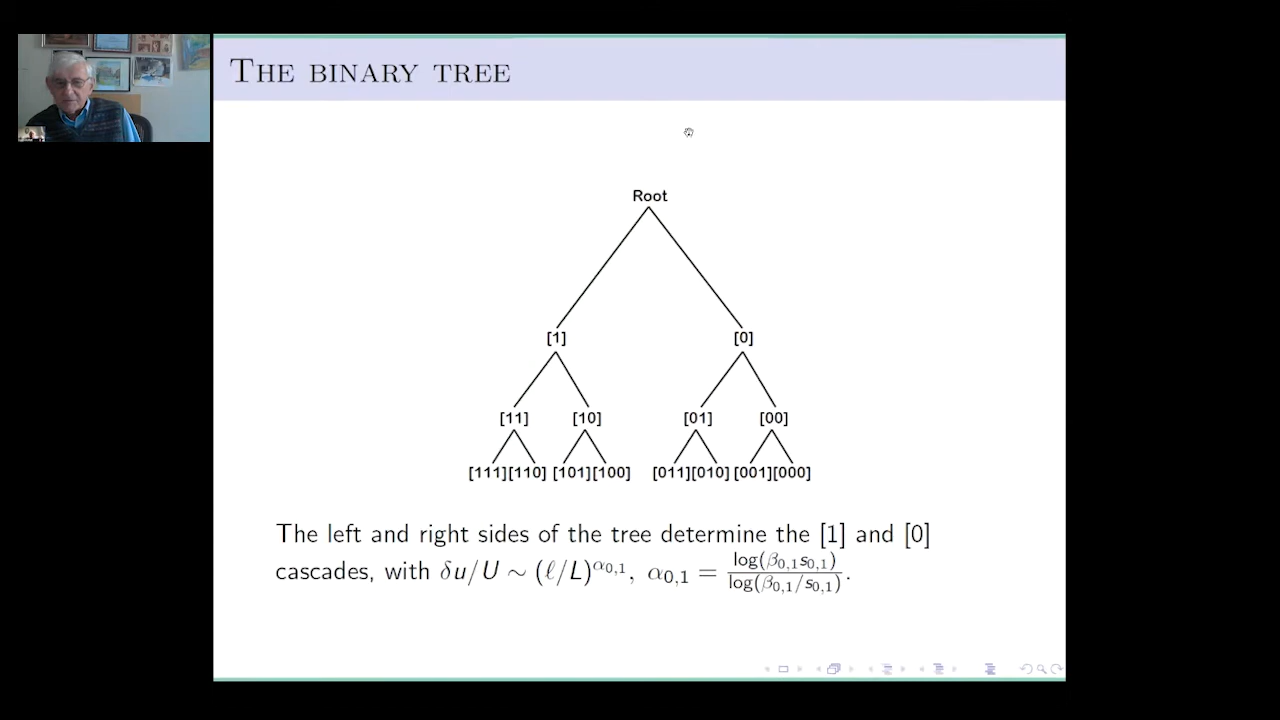 THE BINARY TREE
Root
[1] [0]
[11] [10] [01] [00]
[111][110] [101][100] [011][010] [001][000]
The left and right sides of the tree determine the [1] and [0]
cascades, with δu/U ∼ (ℓ/L)^{α_{0,1}}, α_{0,1} = log(β_{0,1}s_{0,1})/log(β_{0,1}/s_{0,1}).